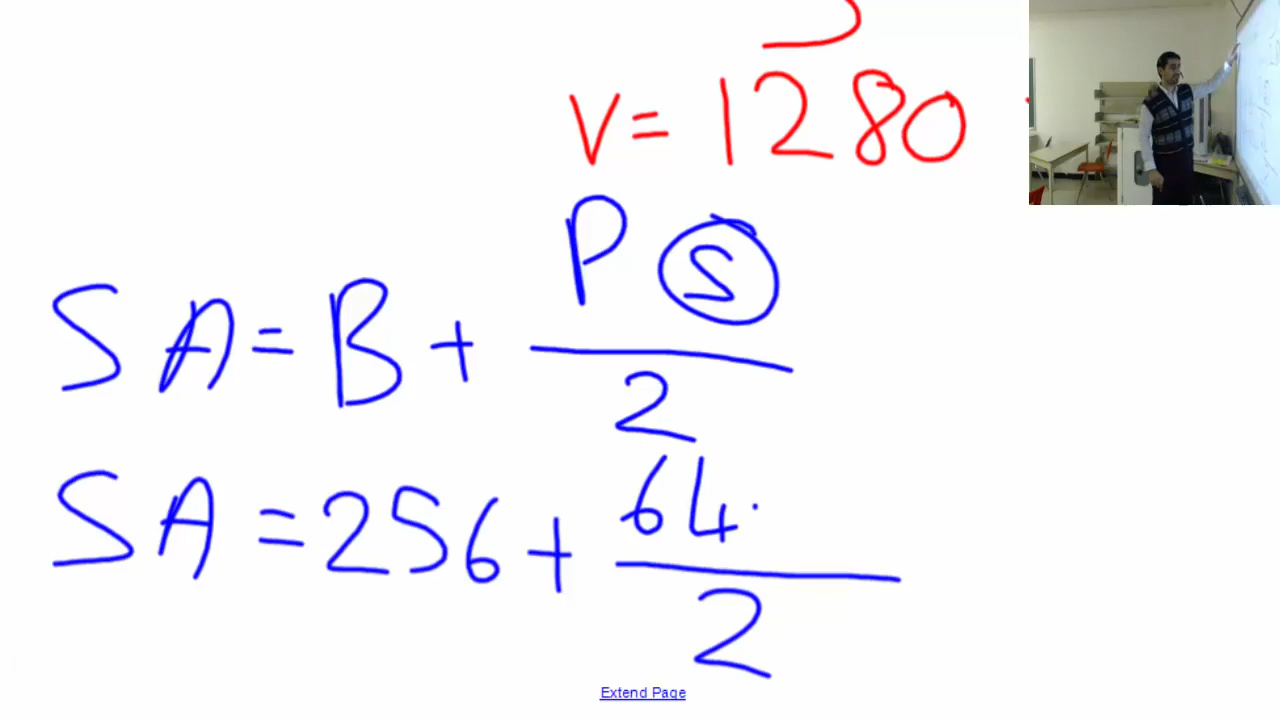 V = 1280
SA = B + PS/2
SA = 256 + 64·/2
Extend Page